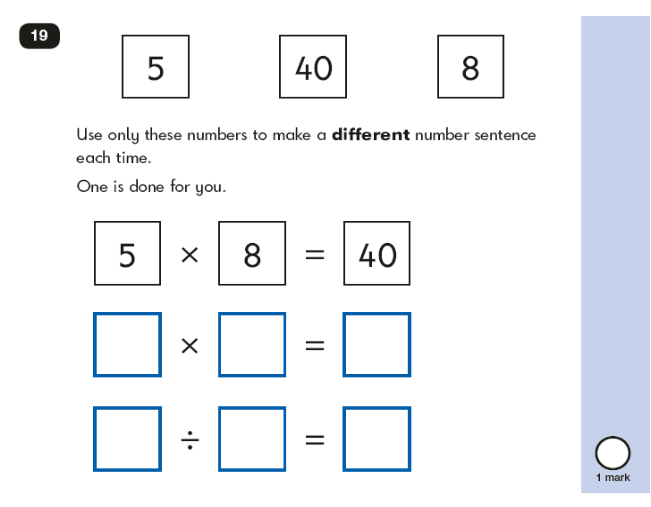 19
5 40 8
Use only these numbers to make a different number sentence
each time.
One is done for you.
5 × 8 = 40
× =
÷ =
1 mark